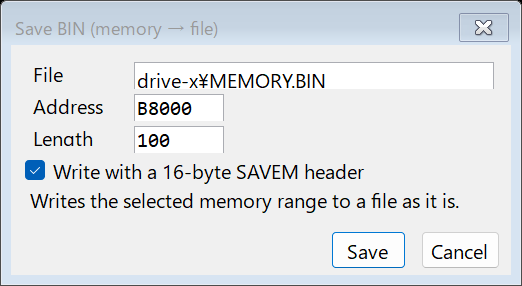 Save BIN (memory → file)
File drive-x¥MEMORY.BIN
Address B8000
Length 100
Write with a 16-byte SAVEM header
Writes the selected memory range to a file as it is.
Save Cancel